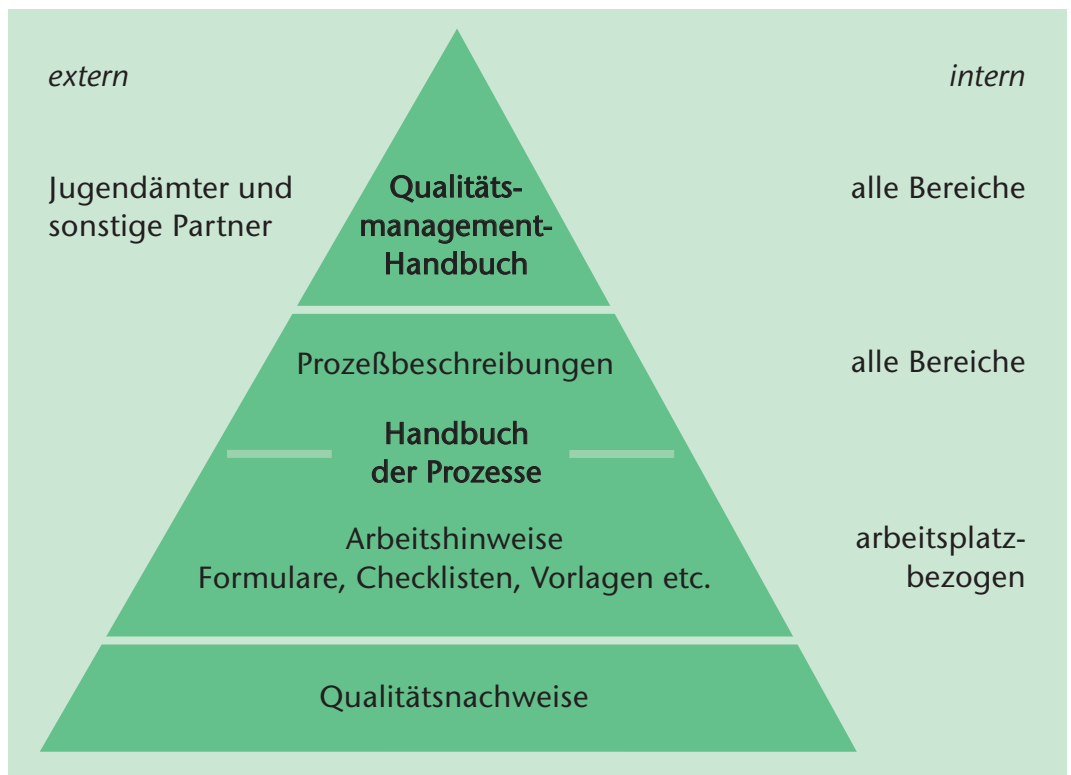 extern
intern
Jugendämter und
sonstige Partner
Qualitäts-
management-
Handbuch
alle Bereiche
Prozeßbeschreibungen
alle Bereiche
Handbuch
der Prozesse
Arbeitshinweise
Formulare, Checklisten, Vorlagen etc.
arbeitsplatz-
bezogen
Qualitätsnachweise